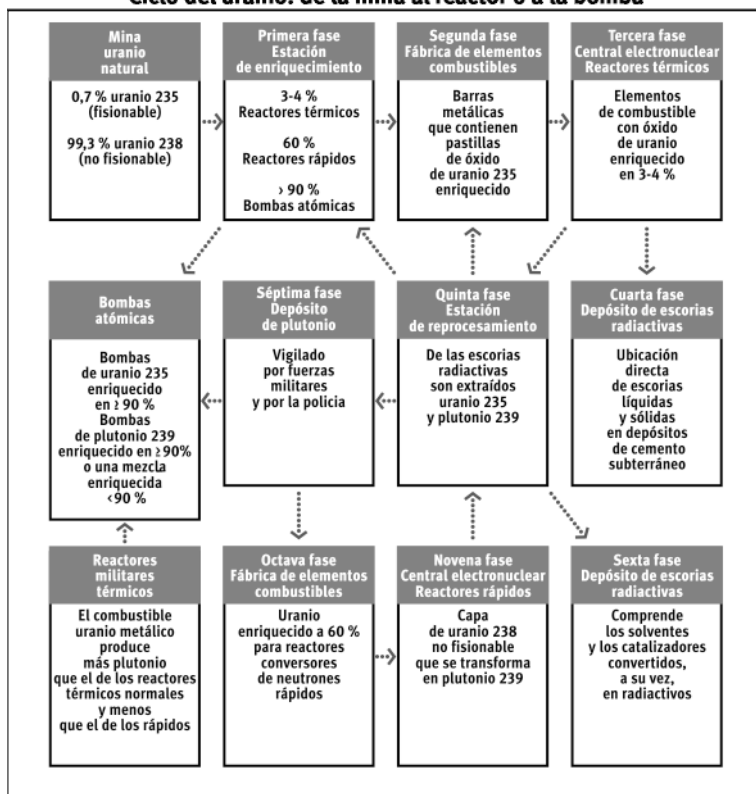 Ciclo del uranio: de la mina al reactor o a la bomba
Mina
uranio
natural
0,7 % uranio 235
(fisionable)
99,3 % uranio 238
(no fisionable)
Primera fase
Estación
de enriquecimiento
3-4 %
Reactores térmicos
60 %
Reactores rápidos
> 90 %
Bombas atómicas
Segunda fase
Fábrica de elementos
combustibles
Barras
metálicas
que contienen
pastillas
de óxido
de uranio 235
enriquecido
Tercera fase
Central electronuclear
Reactores térmicos
Elementos
de combustible
con óxido
de uranio
enriquecido
en 3-4 %
Bombas
atómicas
Bombas
de uranio 235
enriquecido
en ≥ 90 %
Bombas
de plutonio 239
enriquecido en ≥90%
o una mezcla
enriquecida
<90 %
Séptima fase
Depósito
de plutonio
Vigilado
por fuerzas
militares
y por la policia
Quinta fase
Estación
de reprocesamiento
De las escorias
radiactivas
son extraídos
uranio 235
y plutonio 239
Cuarta fase
Depósito de escorias
radiactivas
Ubicación
directa
de escorias
líquidas
y sólidas
en depósitos
de cemento
subterráneo
Reactores
militares
térmicos
El combustible
uranio metálico
produce
más plutonio
que el de los reactores
térmicos normales
y menos
que el de los rápidos
Octava fase
Fábrica de elementos
combustibles
Uranio
enriquecido a 60 %
para reactores
conversores
de neutrones
rápidos
Novena fase
Central electronuclear
Reactores rápidos
Capa
de uranio 238
no fisionable
que se transforma
en plutonio 239
Sexta fase
Depósito de escorias
radiactivas
Comprende
los solventes
y los catalizadores
convertidos,
a su vez,
en radiactivos